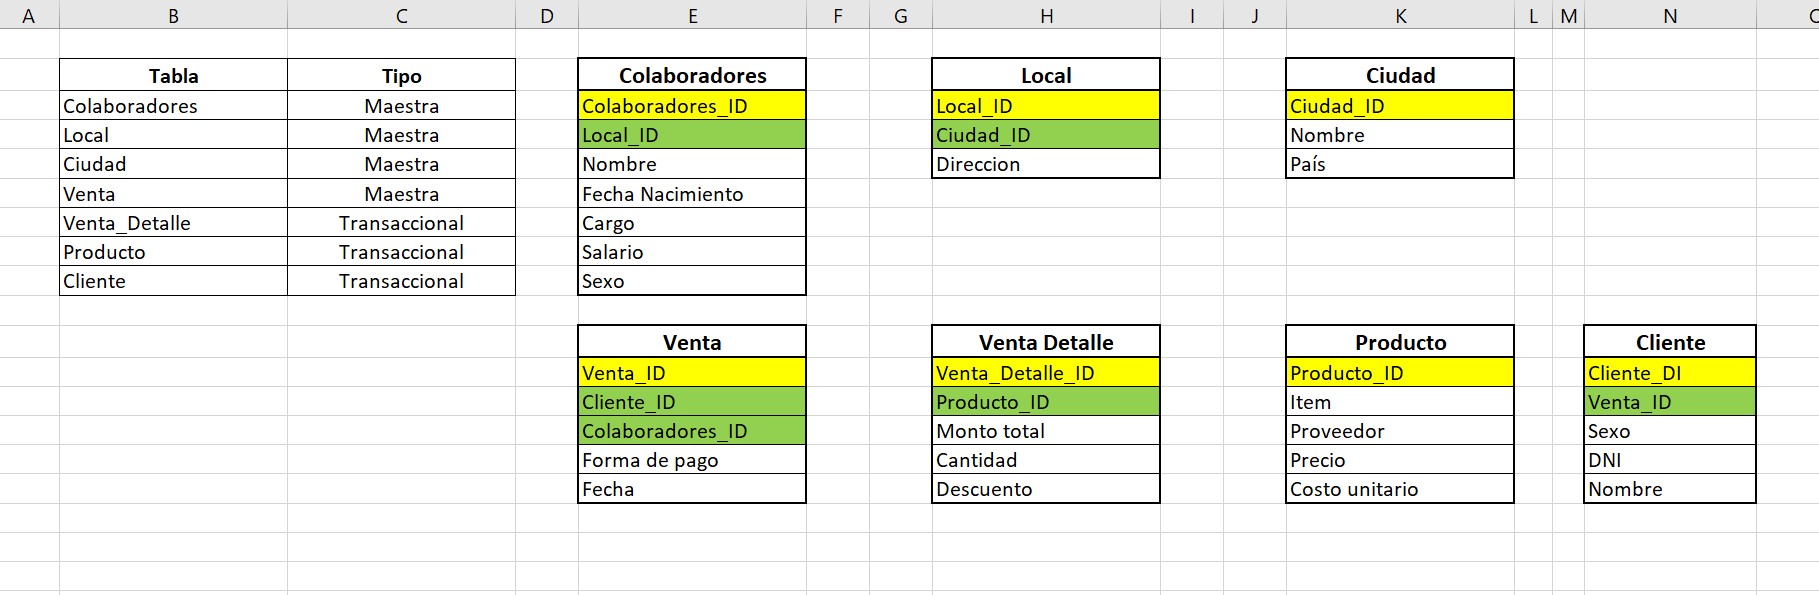 A B C D E F G H I J K L M N
Tabla Tipo
Colaboradores Maestra
Local Maestra
Ciudad Maestra
Venta Maestra
Venta_Detalle Transaccional
Producto Transaccional
Cliente Transaccional
Colaboradores
Colaboradores_ID
Local_ID
Nombre
Fecha Nacimiento
Cargo
Salario
Sexo
Local
Local_ID
Ciudad_ID
Direccion
Ciudad
Ciudad_ID
Nombre
País
Venta
Venta_ID
Cliente_ID
Colaboradores_ID
Forma de pago
Fecha
Venta Detalle
Venta_Detalle_ID
Producto_ID
Monto total
Cantidad
Descuento
Producto
Producto_ID
Item
Proveedor
Precio
Costo unitario
Cliente
Cliente_DI
Venta_ID
Sexo
DNI
Nombre